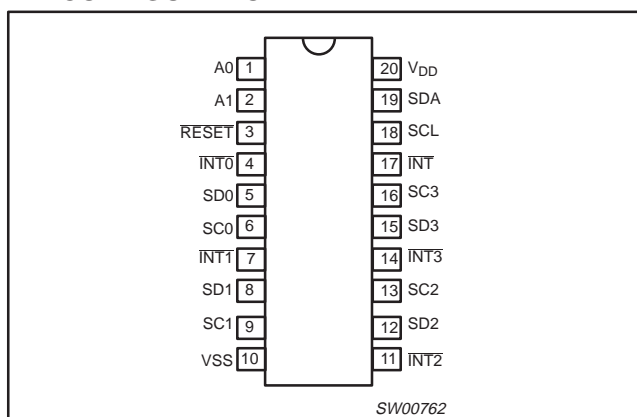 A0 1 20 VDD
A1 2 19 SDA
RESET 3 18 SCL
INT0 4 17 INT
SD0 5 16 SC3
SC0 6 15 SD3
INT1 7 14 INT3
SD1 8 13 SC2
SC1 9 12 SD2
VSS 10 11 INT2
SW00762